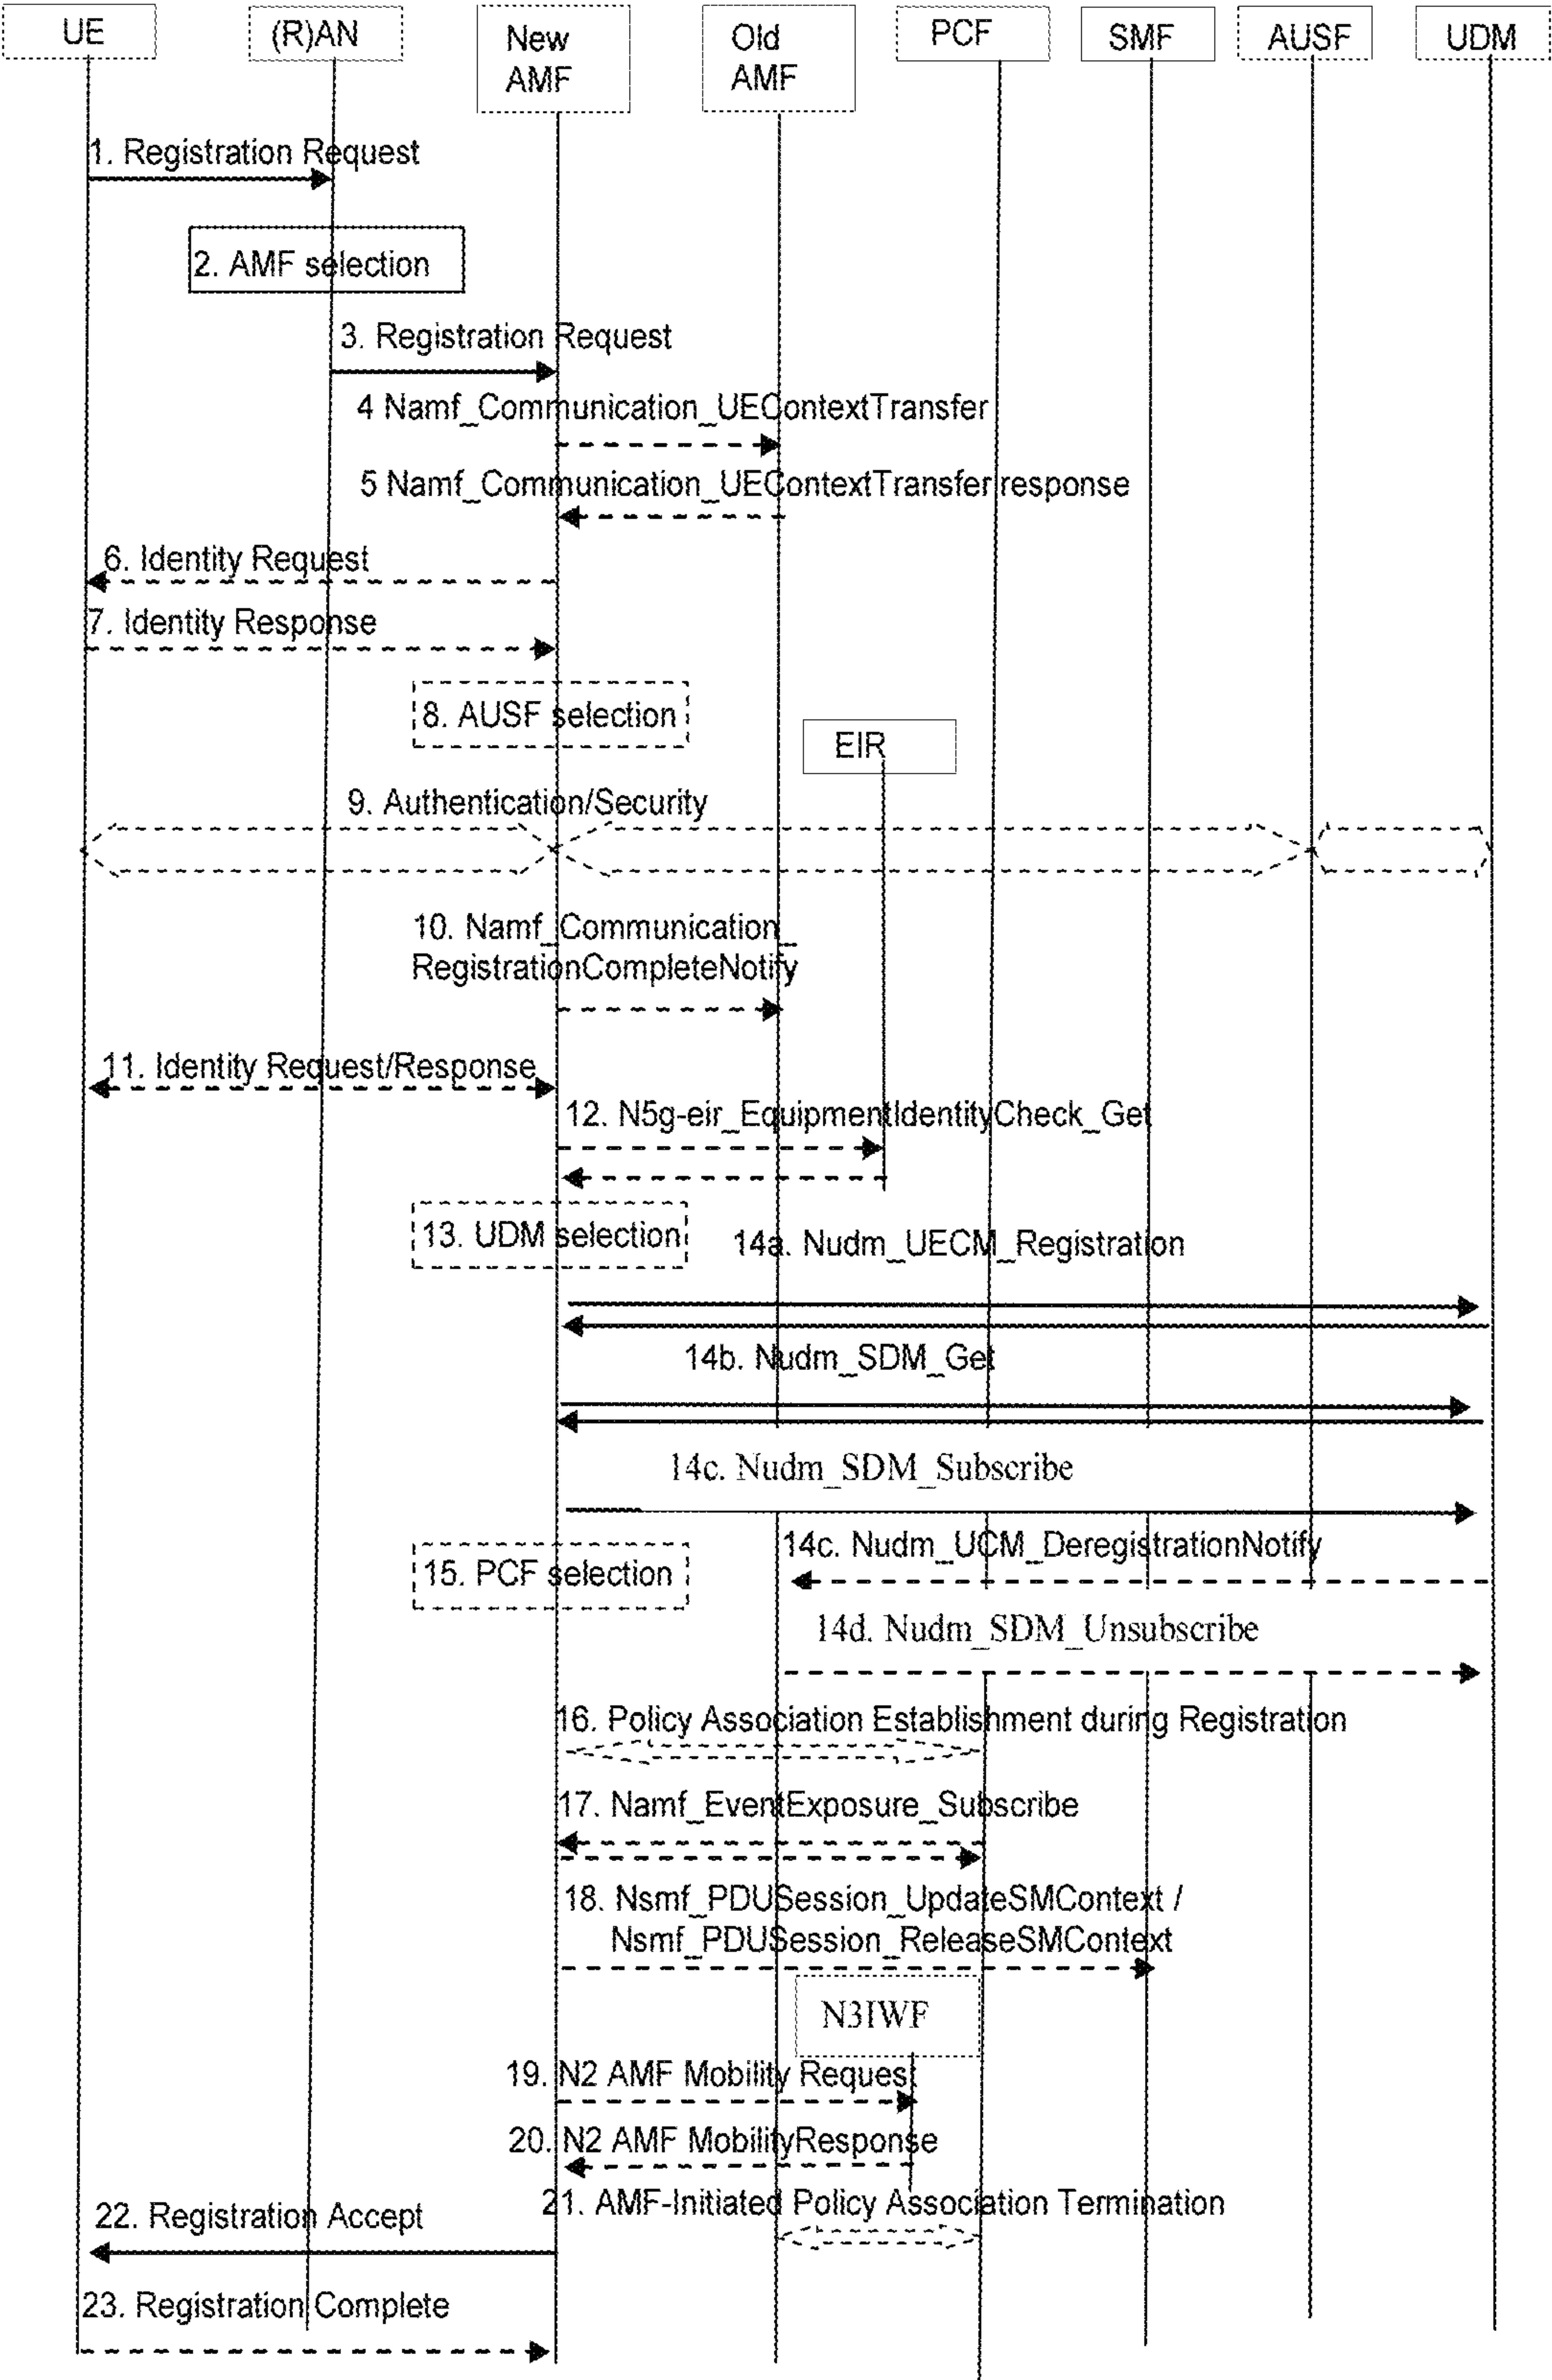 UE
(R)AN
New
AMF
Old
AMF
PCF
SMF
AUSF
UDM
1. Registration Request
2. AMF selection
3. Registration Request
4 Namf_Communication_UEContextTransfer
5 Namf_Communication_UEContextTransfer response
6. Identity Request
7. Identity Response
8. AUSF selection
EIR
9. Authentication/Security
10. Namf_Communication_
RegistrationCompleteNotify
11. Identity Request/Response
12. N5g-eir_EquipmentIdentityCheck_Get
13. UDM selection
14a. Nudm_UECM_Registration
14b. Nudm_SDM_Get
14c. Nudm_SDM_Subscribe
14c. Nudm_UCM_DeregistrationNotify
15. PCF selection
14d. Nudm_SDM_Unsubscribe
16. Policy Association Establishment during Registration
17. Namf_EventExposure_Subscribe
18. Nsmf_PDUSession_UpdateSMContext /
Nsmf_PDUSession_ReleaseSMContext
N3IWF
19. N2 AMF Mobility Request
20. N2 AMF MobilityResponse
21. AMF-Initiated Policy Association Termination
22. Registration Accept
23. Registration Complete